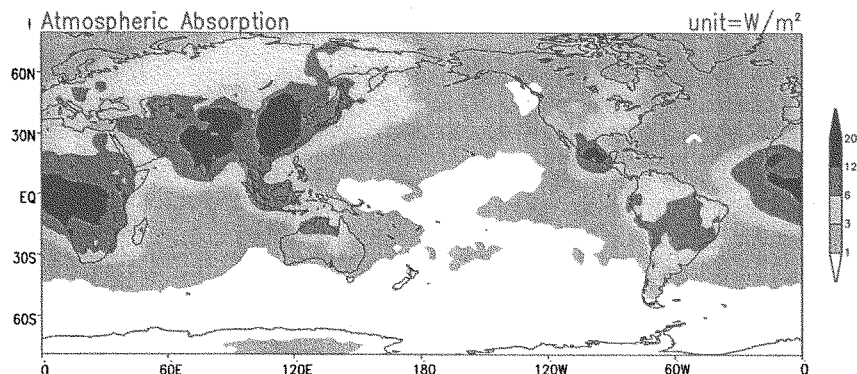 Atmospheric Absorption unit=W/m²
60N
30N
EQ
30S
60S
0 60E 120E 180 120W 60W 0
20
12
6
3
1